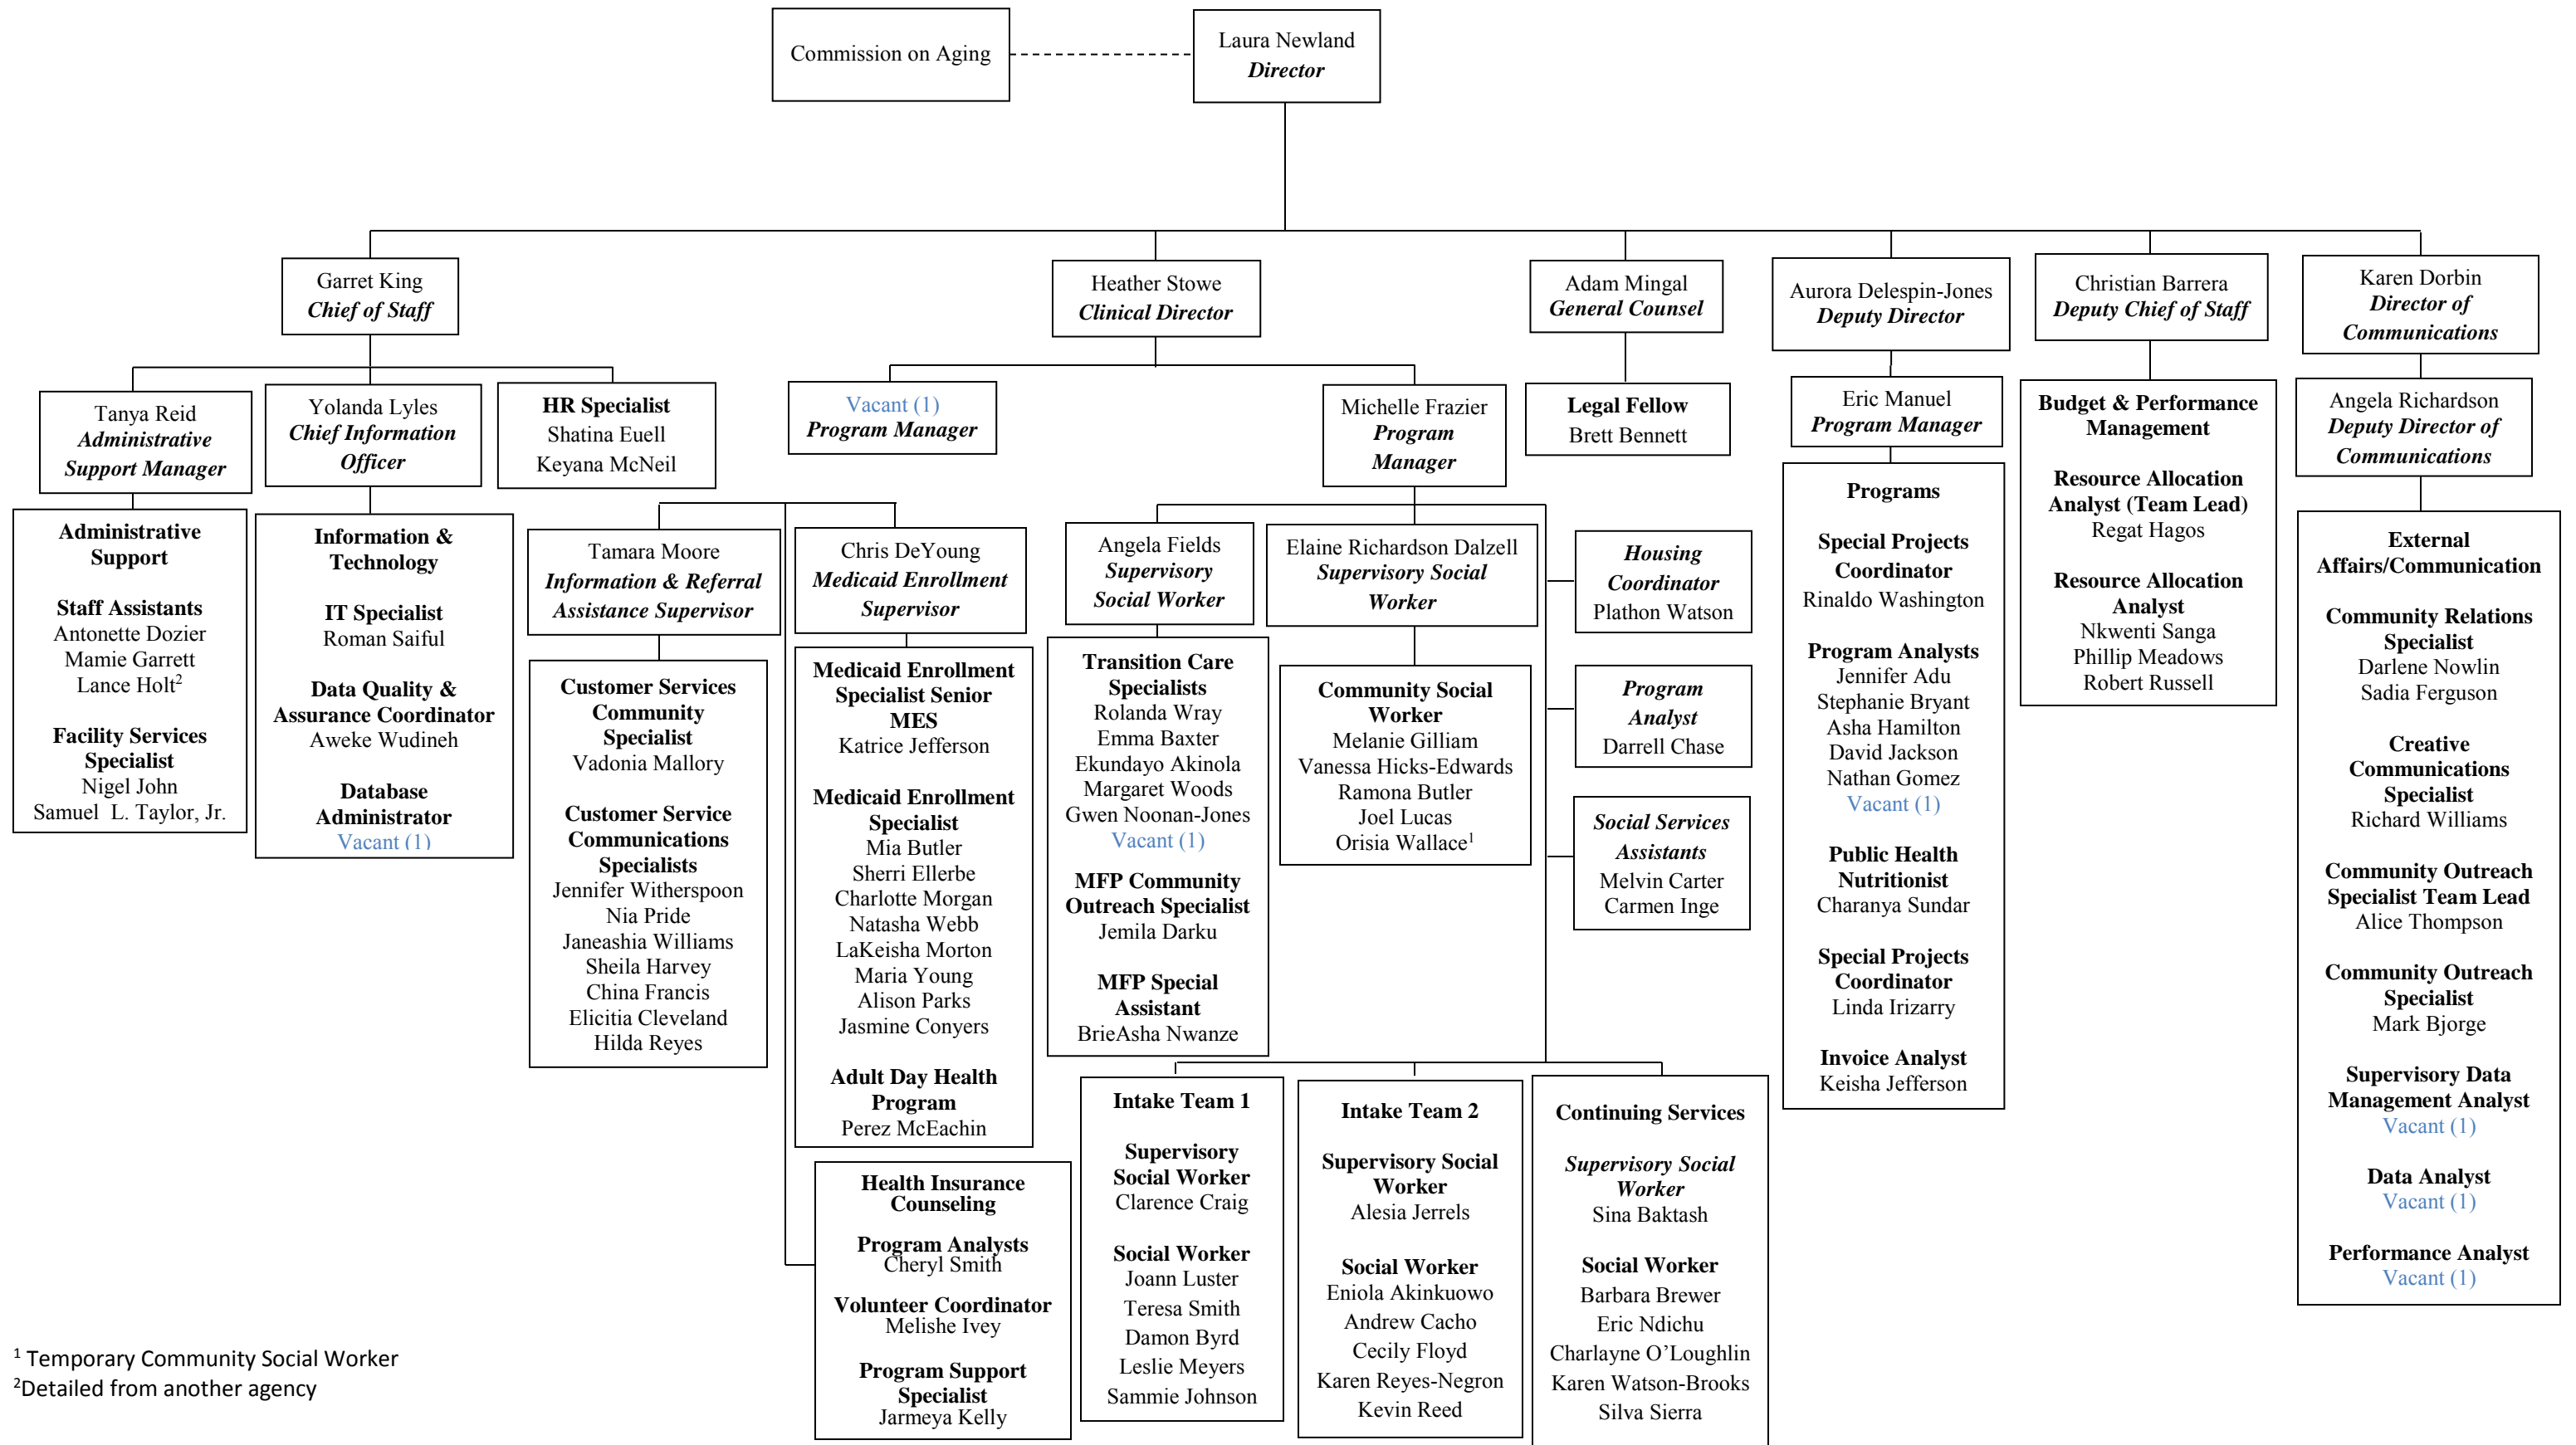 Commission on Aging
Laura Newland
Director
Garret King
Chief of Staff
Heather Stowe
Clinical Director
Adam Mingal
General Counsel
Aurora Delespin-Jones
Deputy Director
Christian Barrera
Deputy Chief of Staff
Karen Dorbin
Director of
Communications
Tanya Reid
Administrative
Support Manager
Yolanda Lyles
Chief Information
Officer
HR Specialist
Shatina Euell
Keyana McNeil
Vacant (1)
Program Manager
Michelle Frazier
Program
Manager
Legal Fellow
Brett Bennett
Eric Manuel
Program Manager
Budget & Performance
Management
Resource Allocation
Analyst (Team Lead)
Regat Hagos
Resource Allocation
Analyst
Nkwenti Sanga
Phillip Meadows
Robert Russell
Angela Richardson
Deputy Director of
Communications
Administrative
Support
Staff Assistants
Antonette Dozier
Mamie Garrett
Lance Holt²
Facility Services
Specialist
Nigel John
Samuel L. Taylor, Jr.
Information &
Technology
IT Specialist
Roman Saiful
Data Quality &
Assurance Coordinator
Aweke Wudineh
Database
Administrator
Vacant (1)
Tamara Moore
Information & Referral
Assistance Supervisor
Chris DeYoung
Medicaid Enrollment
Supervisor
Angela Fields
Supervisory
Social Worker
Elaine Richardson Dalzell
Supervisory Social
Worker
Housing
Coordinator
Plathon Watson
Program
Analyst
Darrell Chase
Social Services
Assistants
Melvin Carter
Carmen Inge
Customer Services
Community
Specialist
Vadonia Mallory
Customer Service
Communications
Specialists
Jennifer Witherspoon
Nia Pride
Janeashia Williams
Sheila Harvey
China Francis
Elicitia Cleveland
Hilda Reyes
Medicaid Enrollment
Specialist Senior
MES
Katrice Jefferson
Medicaid Enrollment
Specialist
Mia Butler
Sherri Ellerbe
Charlotte Morgan
Natasha Webb
LaKeisha Morton
Maria Young
Alison Parks
Jasmine Conyers
Adult Day Health
Program
Perez McEachin
Transition Care
Specialists
Rolanda Wray
Emma Baxter
Ekundayo Akinola
Margaret Woods
Gwen Noonan-Jones
Vacant (1)
MFP Community
Outreach Specialist
Jemila Darku
MFP Special
Assistant
BrieAsha Nwanze
Community Social
Worker
Melanie Gilliam
Vanessa Hicks-Edwards
Ramona Butler
Joel Lucas
Orisia Wallace¹
Programs
Special Projects
Coordinator
Rinaldo Washington
Program Analysts
Jennifer Adu
Stephanie Bryant
Asha Hamilton
David Jackson
Nathan Gomez
Vacant (1)
Public Health
Nutritionist
Charanya Sundar
Special Projects
Coordinator
Linda Irizarry
Invoice Analyst
Keisha Jefferson
External
Affairs/Communication
Community Relations
Specialist
Darlene Nowlin
Sadia Ferguson
Creative
Communications
Specialist
Richard Williams
Community Outreach
Specialist Team Lead
Alice Thompson
Community Outreach
Specialist
Mark Bjorge
Supervisory Data
Management Analyst
Vacant (1)
Data Analyst
Vacant (1)
Performance Analyst
Vacant (1)
Health Insurance
Counseling
Program Analysts
Cheryl Smith
Volunteer Coordinator
Melishe Ivey
Program Support
Specialist
Jarmeya Kelly
Intake Team 1
Supervisory
Social Worker
Clarence Craig
Social Worker
Joann Luster
Teresa Smith
Damon Byrd
Leslie Meyers
Sammie Johnson
Intake Team 2
Supervisory Social
Worker
Alesia Jerrels
Social Worker
Eniola Akinkuowo
Andrew Cacho
Cecily Floyd
Karen Reyes-Negron
Kevin Reed
Continuing Services
Supervisory Social
Worker
Sina Baktash
Social Worker
Barbara Brewer
Eric Ndichu
Charlayne O’Loughlin
Karen Watson-Brooks
Silva Sierra
¹ Temporary Community Social Worker
²Detailed from another agency